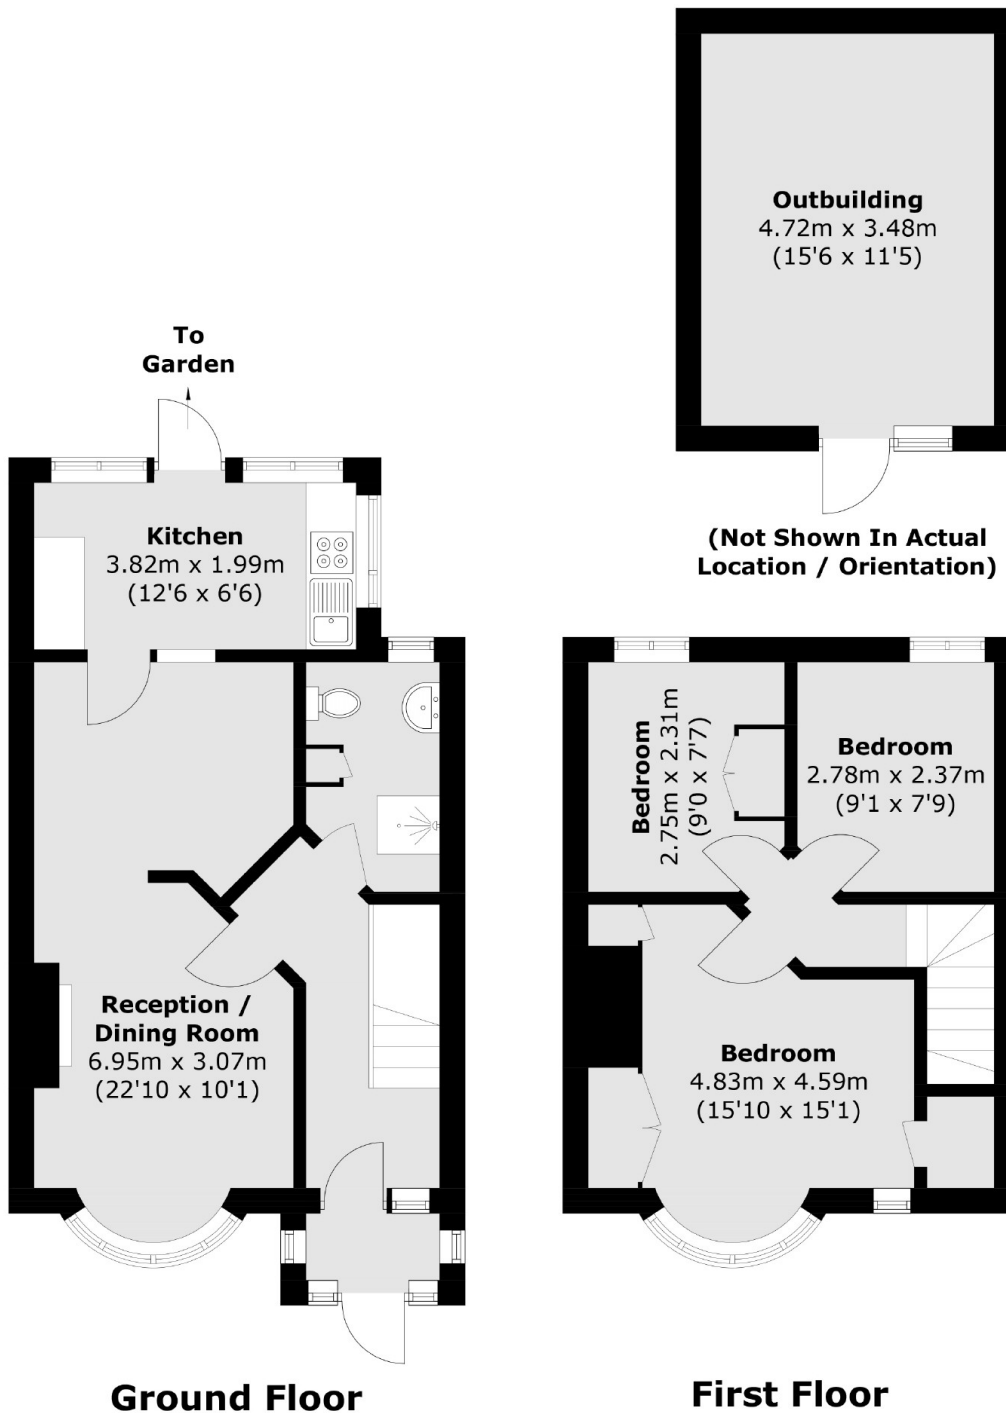 Outbuilding
4.72m x 3.48m
(15'6 x 11'5)
To
Garden
Kitchen
3.82m x 1.99m
(12'6 x 6'6)
(Not Shown In Actual
Location / Orientation)
Bedroom
2.75m x 2.31m
(9'0 x 7'7)
Bedroom
2.78m x 2.37m
(9'1 x 7'9)
Reception /
Dining Room
6.95m x 3.07m
(22'10 x 10'1)
Bedroom
4.83m x 4.59m
(15'10 x 15'1)
Ground Floor
First Floor